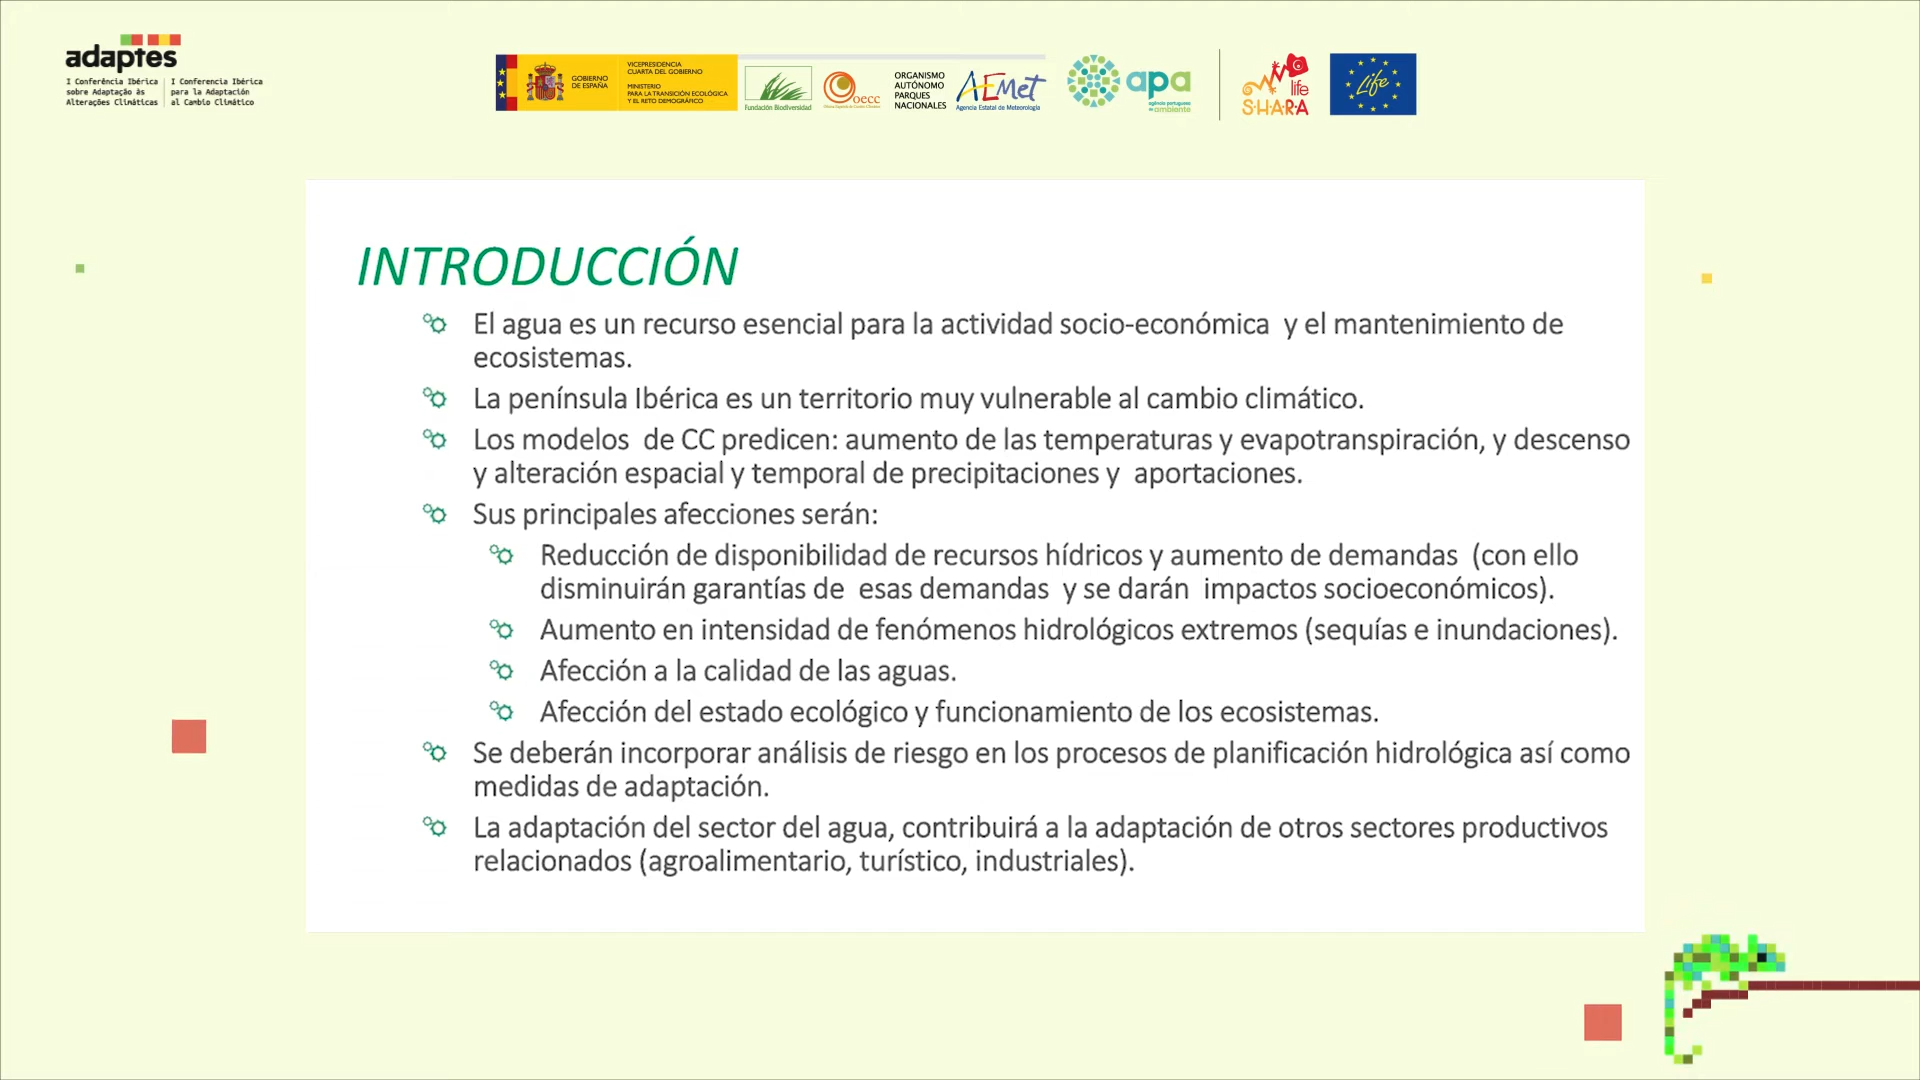 adaptes
I Conferência Ibérica
sobre Adaptação às
Alterações Climáticas
I Conferencia Ibérica
para la Adaptación
al Cambio Climático
GOBIERNO
DE ESPAÑA
VICEPRESIDENCIA
CUARTA DEL GOBIERNO
MINISTERIO
PARA LA TRANSICIÓN ECOLÓGICA
Y EL RETO DEMOGRÁFICO
Fundación Biodiversidad
oecc
ORGANISMO
AUTÓNOMO
PARQUES
NACIONALES
AEMet
Agencia Estatal de Meteorología
apa
agência portuguesa
do ambiente
life
S·H·A·R·A
Life
INTRODUCCIÓN
El agua es un recurso esencial para la actividad socio-económica y el mantenimiento de
ecosistemas.
La península Ibérica es un territorio muy vulnerable al cambio climático.
Los modelos de CC predicen: aumento de las temperaturas y evapotranspiración, y descenso
y alteración espacial y temporal de precipitaciones y aportaciones.
Sus principales afecciones serán:
Reducción de disponibilidad de recursos hídricos y aumento de demandas (con ello
disminuirán garantías de esas demandas y se darán impactos socioeconómicos).
Aumento en intensidad de fenómenos hidrológicos extremos (sequías e inundaciones).
Afección a la calidad de las aguas.
Afección del estado ecológico y funcionamiento de los ecosistemas.
Se deberán incorporar análisis de riesgo en los procesos de planificación hidrológica así como
medidas de adaptación.
La adaptación del sector del agua, contribuirá a la adaptación de otros sectores productivos
relacionados (agroalimentario, turístico, industriales).